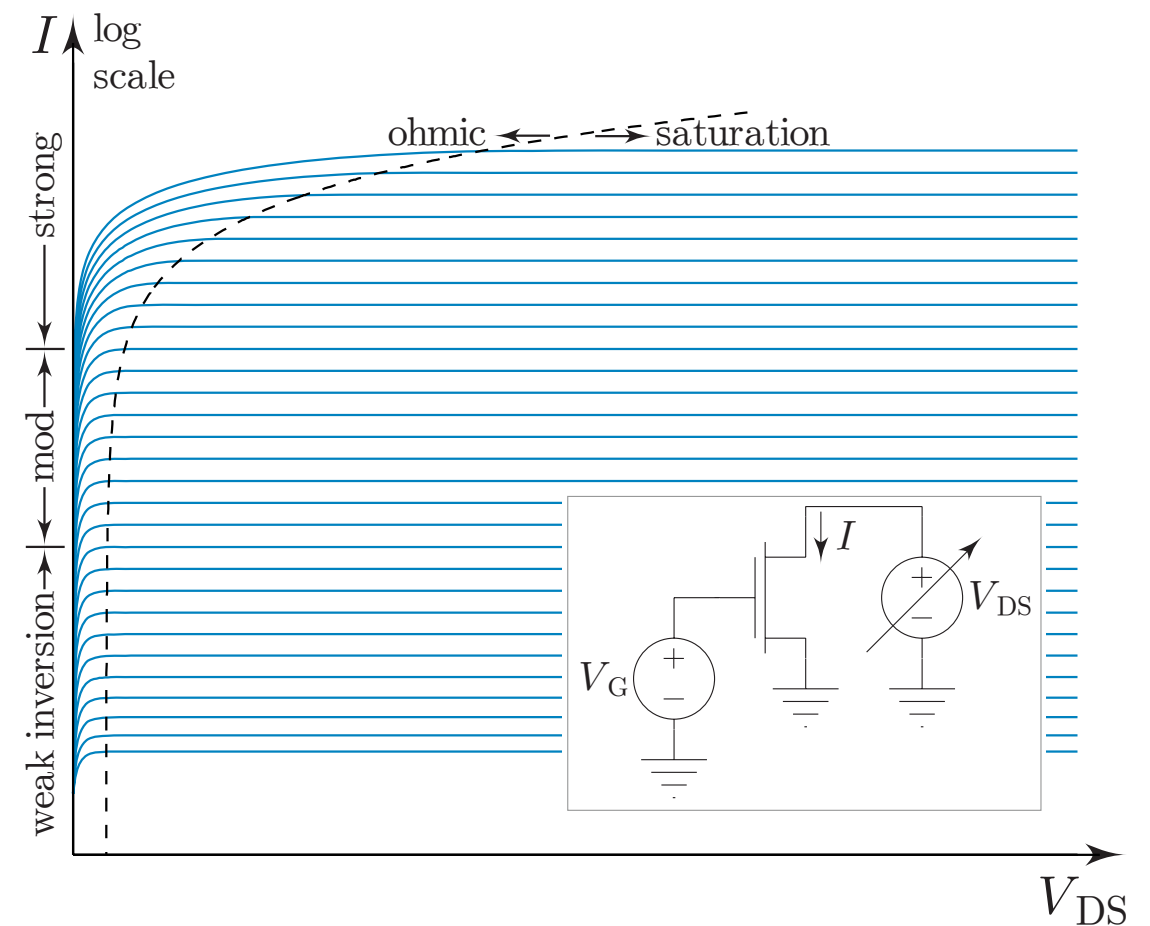 I
log
scale
ohmic
saturation
strong
mod
weak inversion
I
+
−
V_DS
+
−
V_G
V_DS